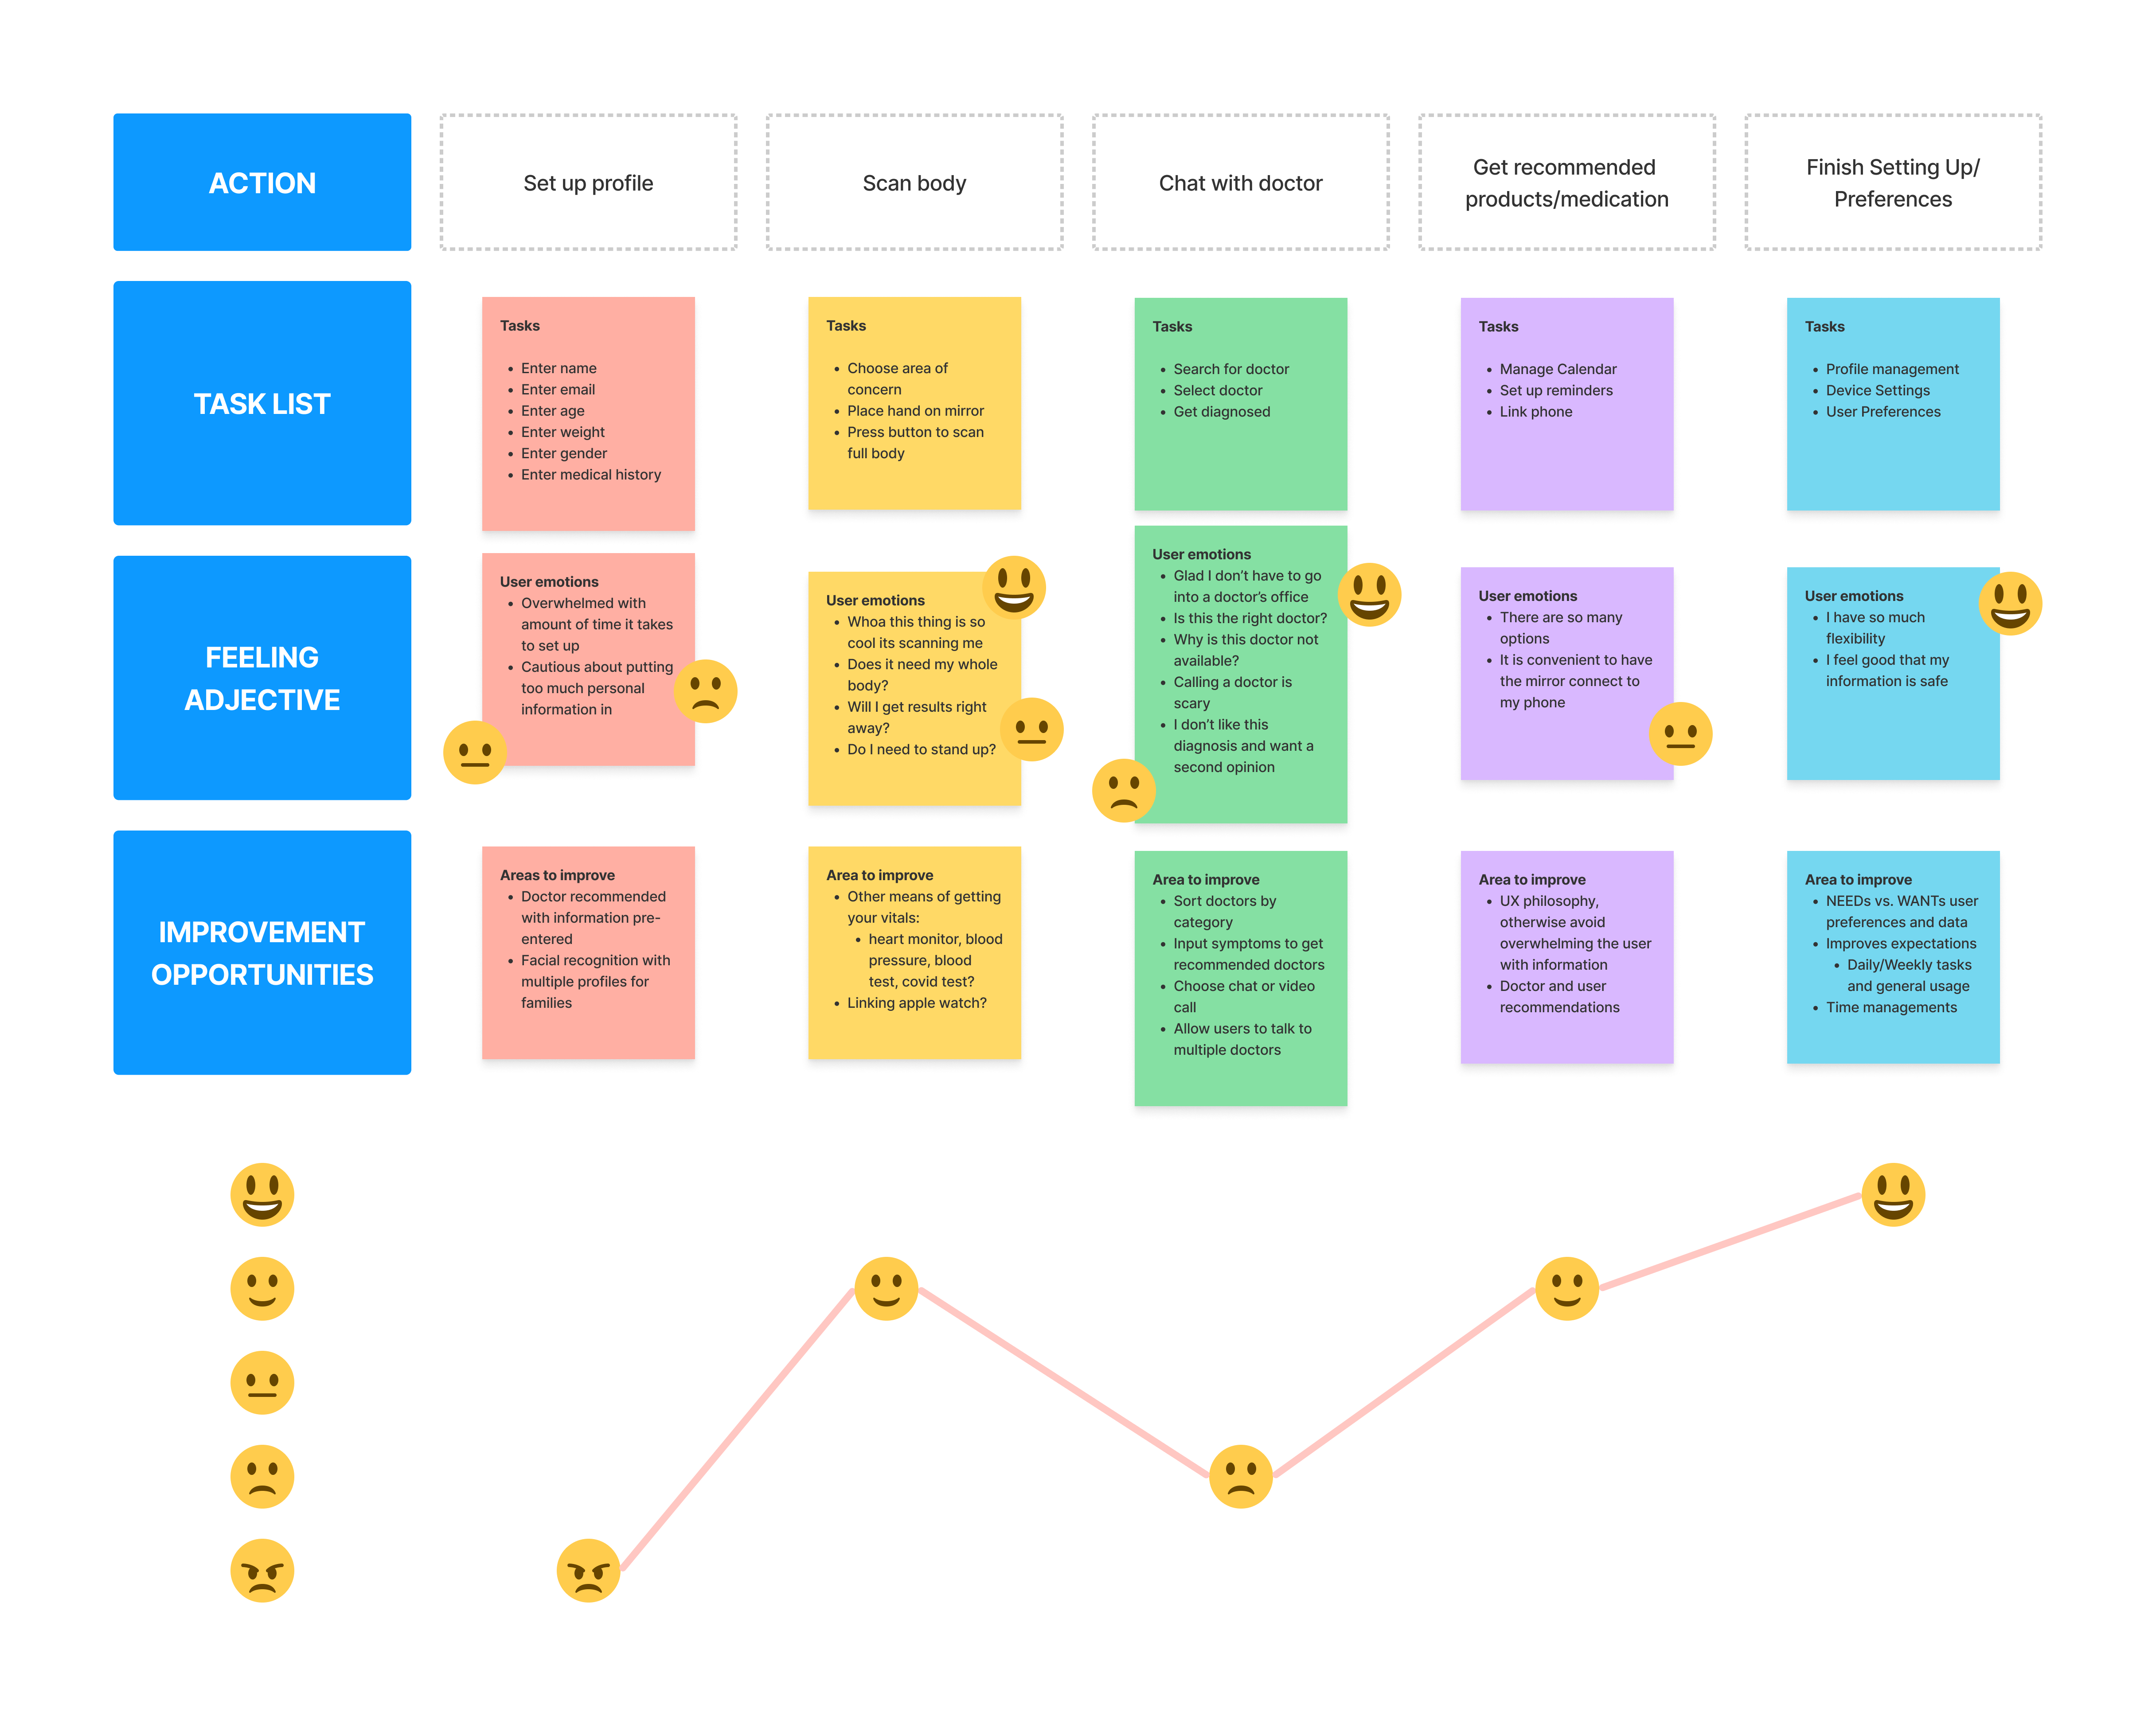 ACTION
Set up profile
Scan body
Chat with doctor
Get recommended
products/medication
Finish Setting Up/
Preferences
TASK LIST
Tasks
• Enter name
• Enter email
• Enter age
• Enter weight
• Enter gender
• Enter medical history
Tasks
• Choose area of
concern
• Place hand on mirror
• Press button to scan
full body
Tasks
• Search for doctor
• Select doctor
• Get diagnosed
Tasks
• Manage Calendar
• Set up reminders
• Link phone
Tasks
• Profile management
• Device Settings
• User Preferences
FEELING
ADJECTIVE
User emotions
• Overwhelmed with
amount of time it takes
to set up
• Cautious about putting
too much personal
information in
User emotions
• Whoa this thing is so
cool its scanning me
• Does it need my whole
body?
• Will I get results right
away?
• Do I need to stand up?
User emotions
• Glad I don’t have to go
into a doctor’s office
• Is this the right doctor?
• Why is this doctor not
available?
• Calling a doctor is
scary
• I don’t like this
diagnosis and want a
second opinion
User emotions
• There are so many
options
• It is convenient to have
the mirror connect to
my phone
User emotions
• I have so much
flexibility
• I feel good that my
information is safe
IMPROVEMENT
OPPORTUNITIES
Areas to improve
• Doctor recommended
with information pre-
entered
• Facial recognition with
multiple profiles for
families
Area to improve
• Other means of getting
your vitals:
• heart monitor, blood
pressure, blood
test, covid test?
• Linking apple watch?
Area to improve
• Sort doctors by
category
• Input symptoms to get
recommended doctors
• Choose chat or video
call
• Allow users to talk to
multiple doctors
Area to improve
• UX philosophy,
otherwise avoid
overwhelming the user
with information
• Doctor and user
recommendations
Area to improve
• NEEDs vs. WANTs user
preferences and data
• Improves expectations
• Daily/Weekly tasks
and general usage
• Time managements